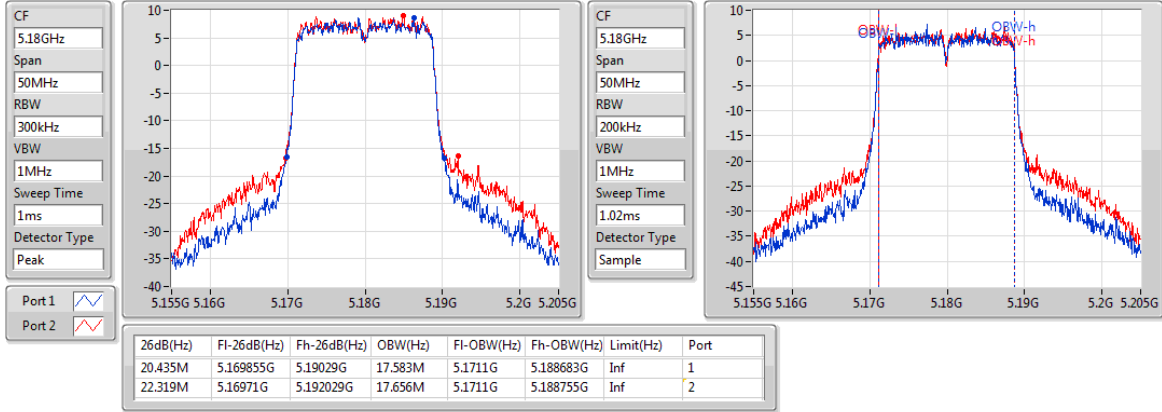 CF
5.18GHz
Span
50MHz
RBW
300kHz
VBW
1MHz
Sweep Time
1ms
Detector Type
Peak
Port 1
Port 2
10
5
0
-5
-10
-15
-20
-25
-30
-35
-40
5.155G 5.16G 5.17G 5.18G 5.19G 5.2G 5.205G
CF
5.18GHz
Span
50MHz
RBW
200kHz
VBW
1MHz
Sweep Time
1.02ms
Detector Type
Sample
10
5
0
-5
-10
-15
-20
-25
-30
-35
-40
-45
OBW-h
OBW-h
5.155G 5.16G 5.17G 5.18G 5.19G 5.2G 5.205G
26dB(Hz) Fl-26dB(Hz) Fh-26dB(Hz) OBW(Hz) Fl-OBW(Hz) Fh-OBW(Hz) Limit(Hz) Port
20.435M 5.169855G 5.19029G 17.583M 5.1711G 5.188683G Inf 1
22.319M 5.16971G 5.192029G 17.656M 5.1711G 5.188755G Inf 2